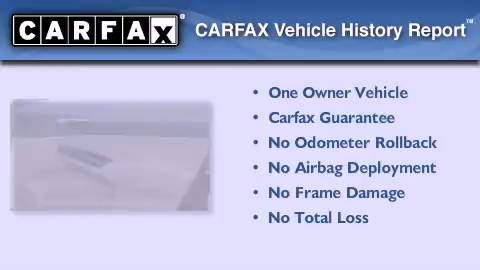 CARFAX® CARFAX Vehicle History Report™
• One Owner Vehicle
• Carfax Guarantee
• No Odometer Rollback
• No Airbag Deployment
• No Frame Damage
• No Total Loss